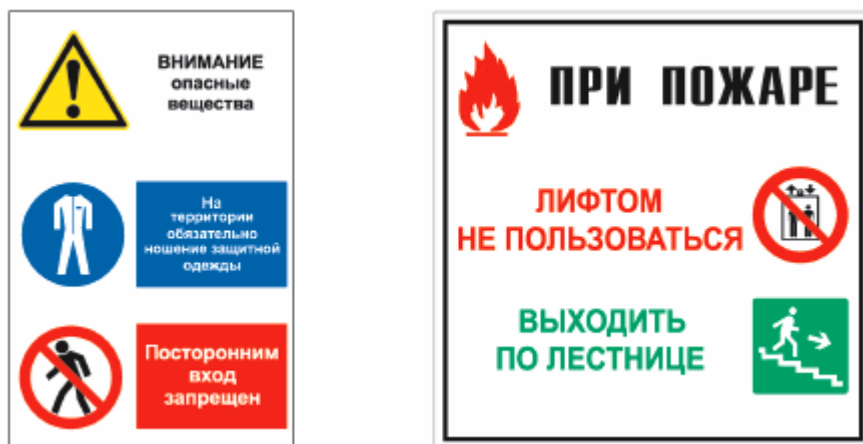 ВНИМАНИЕ
опасные
вещества
На
территории
обязательно
ношение защитной
одежды
Посторонним
вход
запрещен
ПРИ ПОЖАРЕ
ЛИФТОМ
НЕ ПОЛЬЗОВАТЬСЯ
ВЫХОДИТЬ
ПО ЛЕСТНИЦЕ